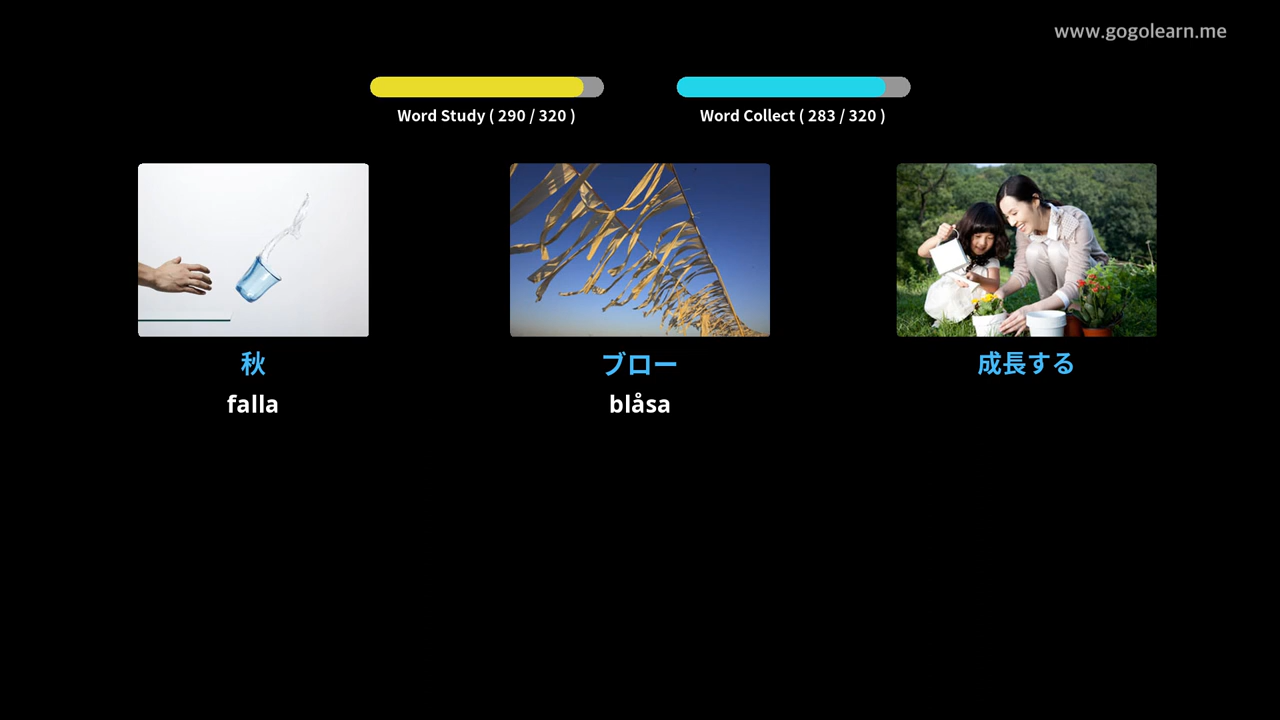 www.gogolearn.me
Word Study ( 290 / 320 )
Word Collect ( 283 / 320 )
秋
ブロー
成長する
falla
blåsa